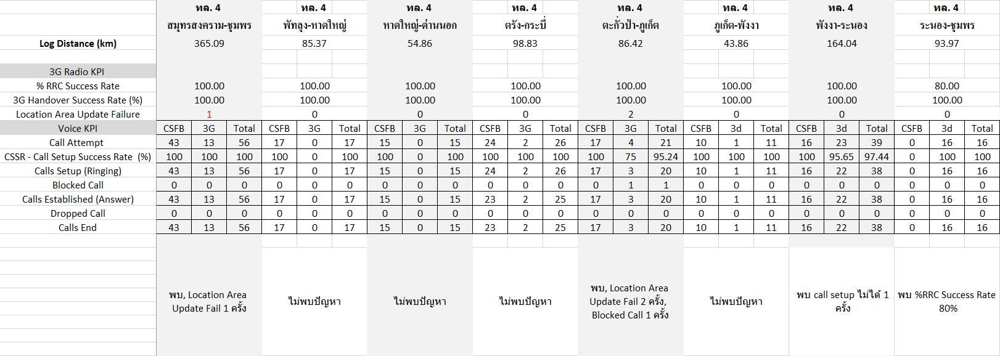 ทล. 4 ทล. 4 ทล. 4 ทล. 4 ทล. 4 ทล. 4 ทล. 4 ทล. 4
สมุทรสงคราม-ชุมพร พัทลุง-หาดใหญ่ หาดใหญ่-ด่านนอก ตรัง-กระบี่ ตะกั่วป่า-ภูเก็ต ภูเก็ต-พังงา พังงา-ระนอง ระนอง-ชุมพร
Log Distance (km) 365.09 85.37 54.86 98.83 86.42 43.86 164.04 93.97
3G Radio KPI
% RRC Success Rate 100.00 100.00 100.00 100.00 100.00 100.00 100.00 80.00
3G Handover Success Rate (%) 100.00 100.00 100.00 100.00 100.00 100.00 100.00 100.00
Location Area Update Failure 1 0 0 0 2 0 0 0
Voice KPI CSFB 3G Total CSFB 3G Total CSFB 3G Total CSFB 3G Total CSFB 3G Total CSFB 3d Total CSFB 3d Total CSFB 3d Total
Call Attempt 43 13 56 17 0 17 15 0 15 24 2 26 17 4 21 10 1 11 16 23 39 0 16 16
CSSR - Call Setup Success Rate (%) 100 100 100 100 0 100 100 0 100 100 100 100 100 75 95.24 100 100 100 100 95.65 97.44 0 100 100
Calls Setup (Ringing) 43 13 56 17 0 17 15 0 15 24 2 26 17 3 20 10 1 11 16 22 38 0 16 16
Blocked Call 0 0 0 0 0 0 0 0 0 0 0 0 0 1 1 0 0 0 0 0 0 0 0 0
Calls Established (Answer) 43 13 56 17 0 17 15 0 15 23 2 25 17 3 20 10 1 11 16 22 38 0 16 16
Dropped Call 0 0 0 0 0 0 0 0 0 0 0 0 0 0 0 0 0 0 0 0 0 0 0 0
Calls End 43 13 56 17 0 17 15 0 15 23 2 25 17 3 20 10 1 11 16 22 38 0 16 16
พบ, Location Area
Update Fail 1 ครั้ง
ไม่พบปัญหา
ไม่พบปัญหา
ไม่พบปัญหา
พบ, Location Area
Update Fail 2 ครั้ง,
Blocked Call 1 ครั้ง
ไม่พบปัญหา
พบ call setup ไม่ได้ 1
ครั้ง
พบ %RRC Success Rate
80%